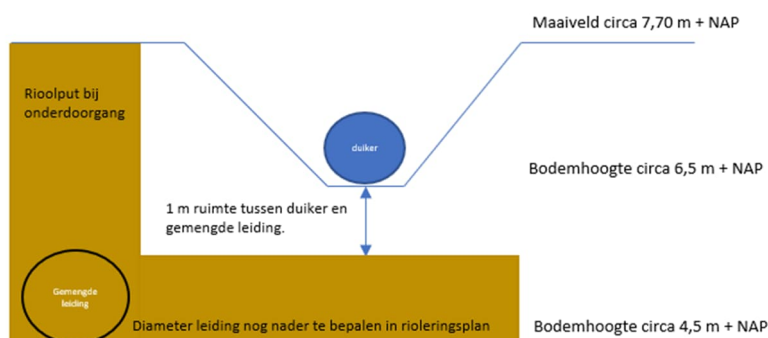 Maaiveld circa 7,70 m + NAP
Rioolput bij
onderdoorgang
duiker
Bodemhoogte circa 6,5 m + NAP
1 m ruimte tussen duiker en
gemengde leiding.
Gemengde
leiding
Diameter leiding nog nader te bepalen in rioleringsplan
Bodemhoogte circa 4,5 m + NAP